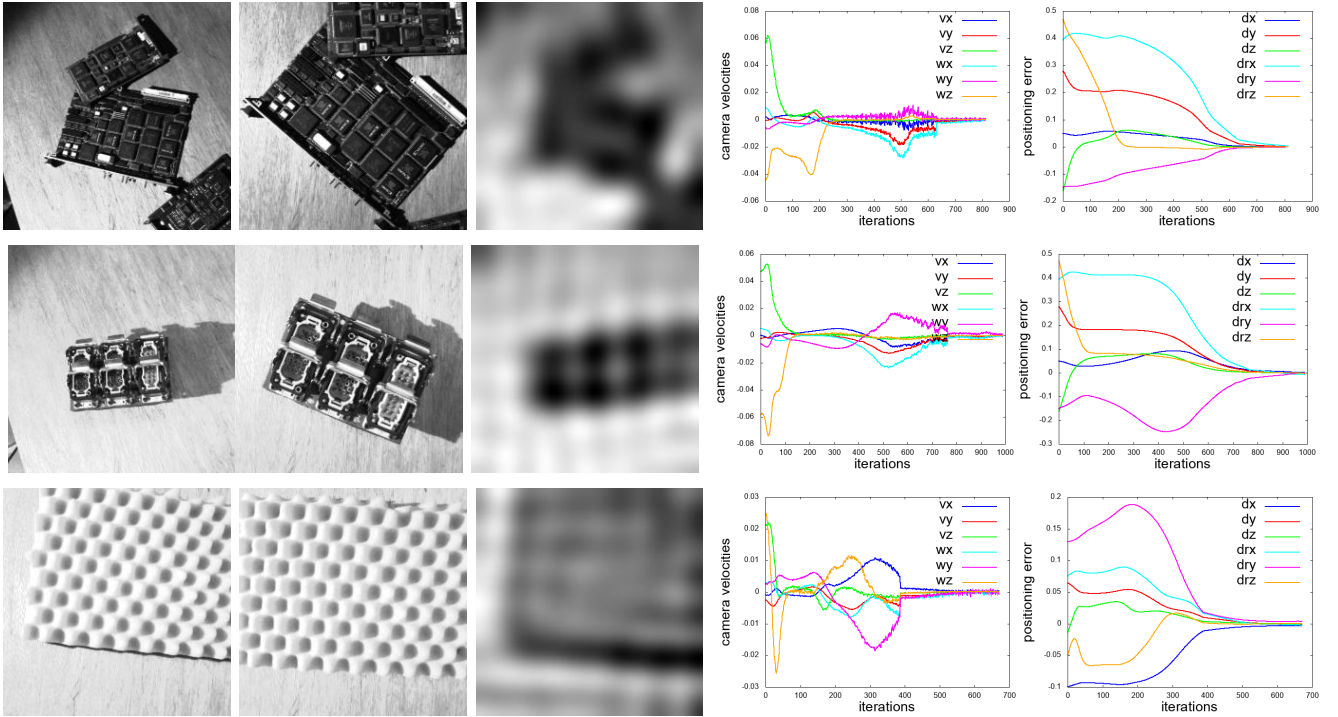 camera velocities
0.08
0.06
0.04
0.02
0
-0.02
-0.04
-0.06
vx
vy
vz
wx
wy
wz
0 100 200 300 400 500 600 700 800 900
iterations
positioning error
0.5
0.4
0.3
0.2
0.1
0
-0.1
0.2
dx
dy
dz
drx
dry
drz
0 100 200 300 400 500 600 700 800 900
iterations
camera velocities
0.06
0.04
0.02
0
-0.02
-0.04
-0.06
-0.08
vx
vy
vz
wx
wy
0 100 200 300 400 500 600 700 800 900 1000
iterations
positioning error
0.5
0.4
0.3
0.2
0.1
0
-0.1
-0.2
-0.3
dx
dy
dz
drx
dry
drz
0 100 200 300 400 500 600 700 800 900 1000
iterations
camera velocities
0.03
0.02
0.01
0
-0.01
-0.02
-0.03
vx
vy
vz
wx
wy
wz
0 100 200 300 400 500 600 700
iterations
positioning error
0.2
0.15
0.1
0.05
0
-0.05
-0.1
dx
dy
dz
drx
dry
drz
0 100 200 300 400 500 600 700
iterations